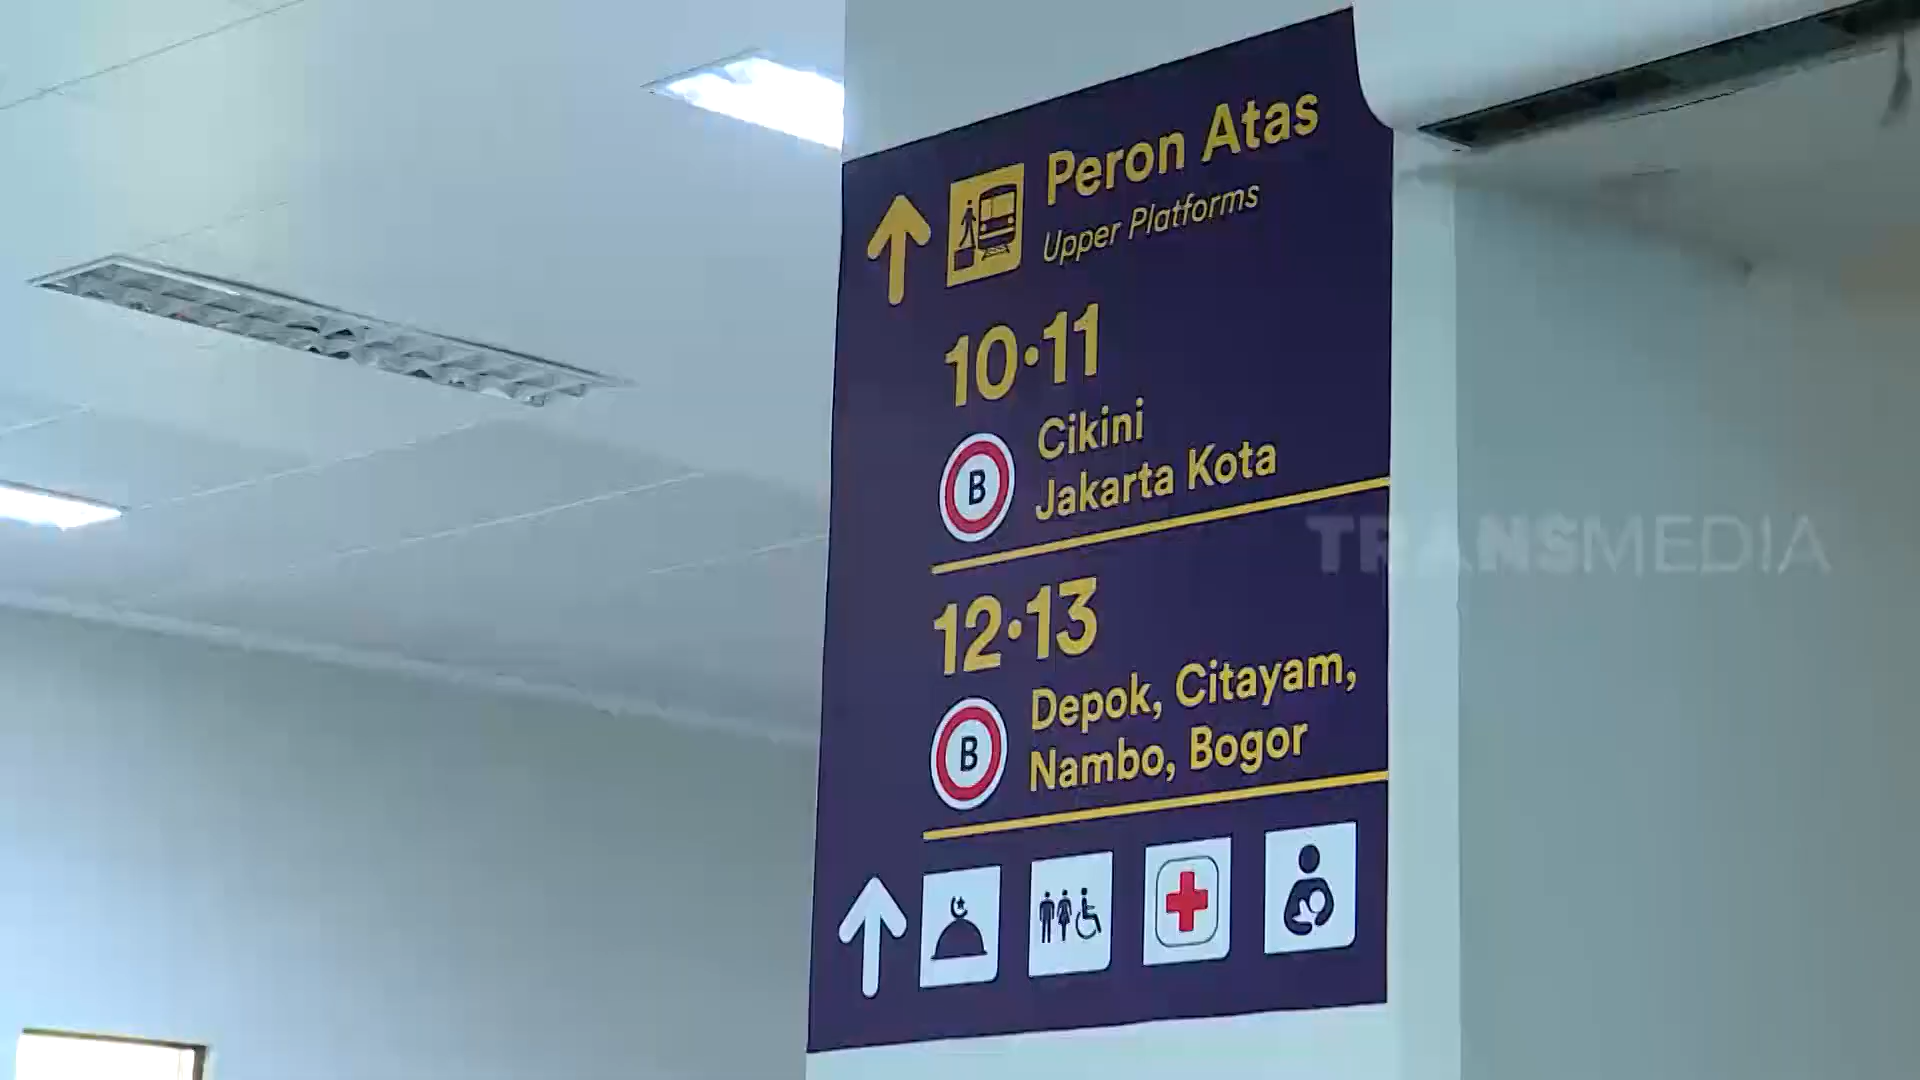 Peron Atas
Upper Platforms
10•11
B
Cikini
Jakarta Kota
TRANSMEDIA
12•13
B
Depok, Citayam,
Nambo, Bogor